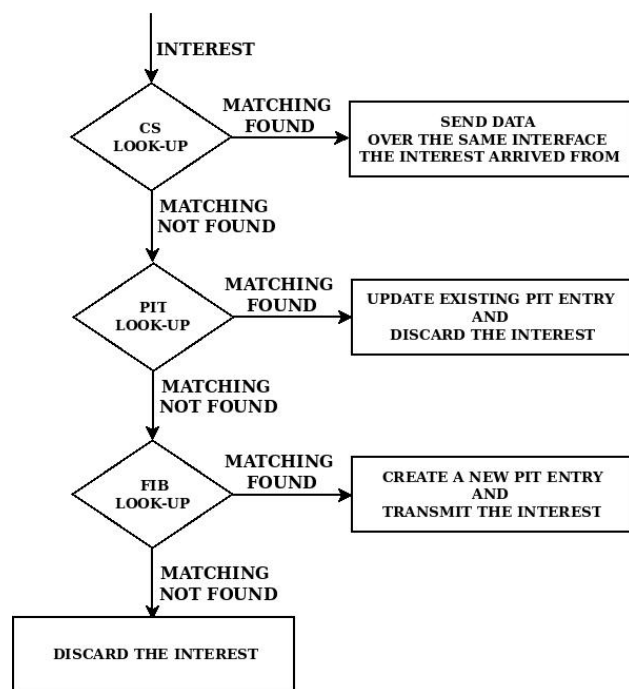 INTEREST
CS
LOOK-UP
MATCHING
FOUND
SEND DATA
OVER THE SAME INTERFACE
THE INTEREST ARRIVED FROM
MATCHING
NOT FOUND
PIT
LOOK-UP
MATCHING
FOUND
UPDATE EXISTING PIT ENTRY
AND
DISCARD THE INTEREST
MATCHING
NOT FOUND
FIB
LOOK-UP
MATCHING
FOUND
CREATE A NEW PIT ENTRY
AND
TRANSMIT THE INTEREST
MATCHING
NOT FOUND
DISCARD THE INTEREST